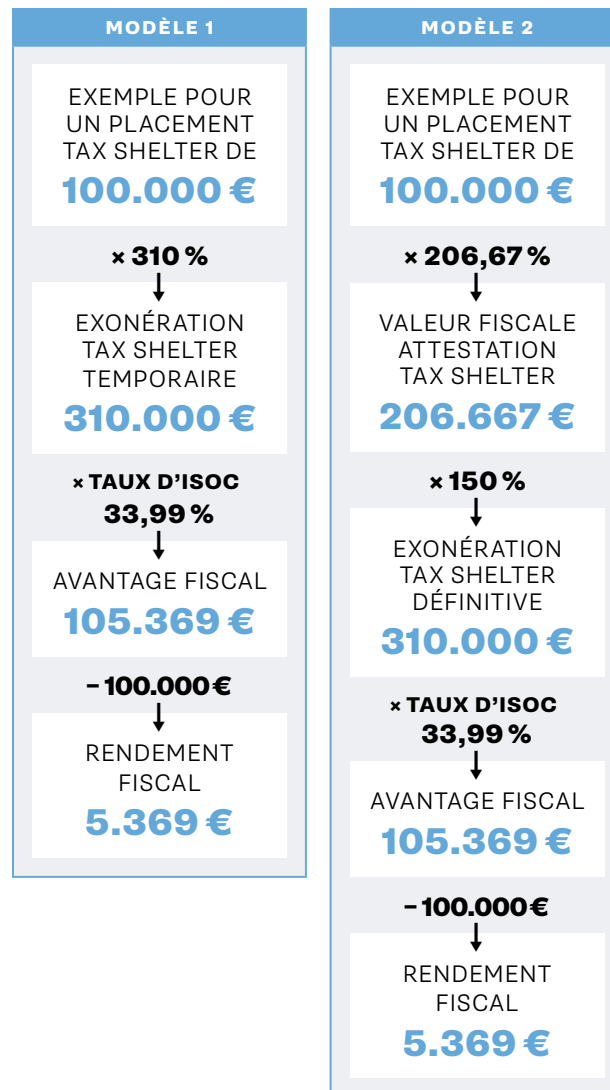 MODÈLE 1
EXEMPLE POUR
UN PLACEMENT
TAX SHELTER DE
100.000 €
× 310 %
EXONÉRATION
TAX SHELTER
TEMPORAIRE
310.000 €
× TAUX D’ISOC
33,99 %
AVANTAGE FISCAL
105.369 €
– 100.000 €
RENDEMENT
FISCAL
5.369 €
MODÈLE 2
EXEMPLE POUR
UN PLACEMENT
TAX SHELTER DE
100.000 €
× 206,67 %
VALEUR FISCALE
ATTESTATION
TAX SHELTER
206.667 €
× 150 %
EXONÉRATION
TAX SHELTER
DÉFINITIVE
310.000 €
× TAUX D’ISOC
33,99 %
AVANTAGE FISCAL
105.369 €
– 100.000 €
RENDEMENT
FISCAL
5.369 €